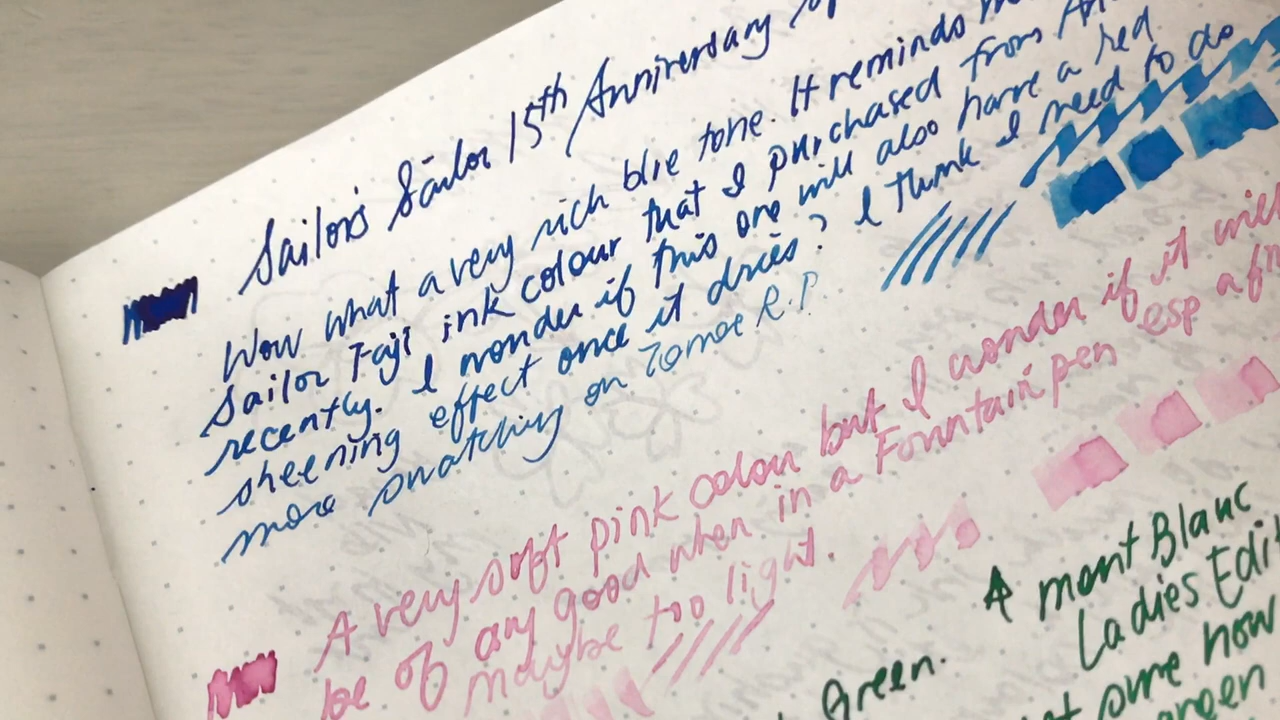 Sailor's Sailor 15th Anniversary
Wow what a very rich blue tone. It reminds
Sailor Fuji ink colour that I purchased from
recently. I wonder if this one will also have a red
sheening effect once it dries? I think I need to do
more swatching on Tomoe R.P
A very soft pink colour but I wonder if it
be of any good when in a Fountain pen esp a
maybe too light.
A mont Blanc
Ladies
Green.
some how